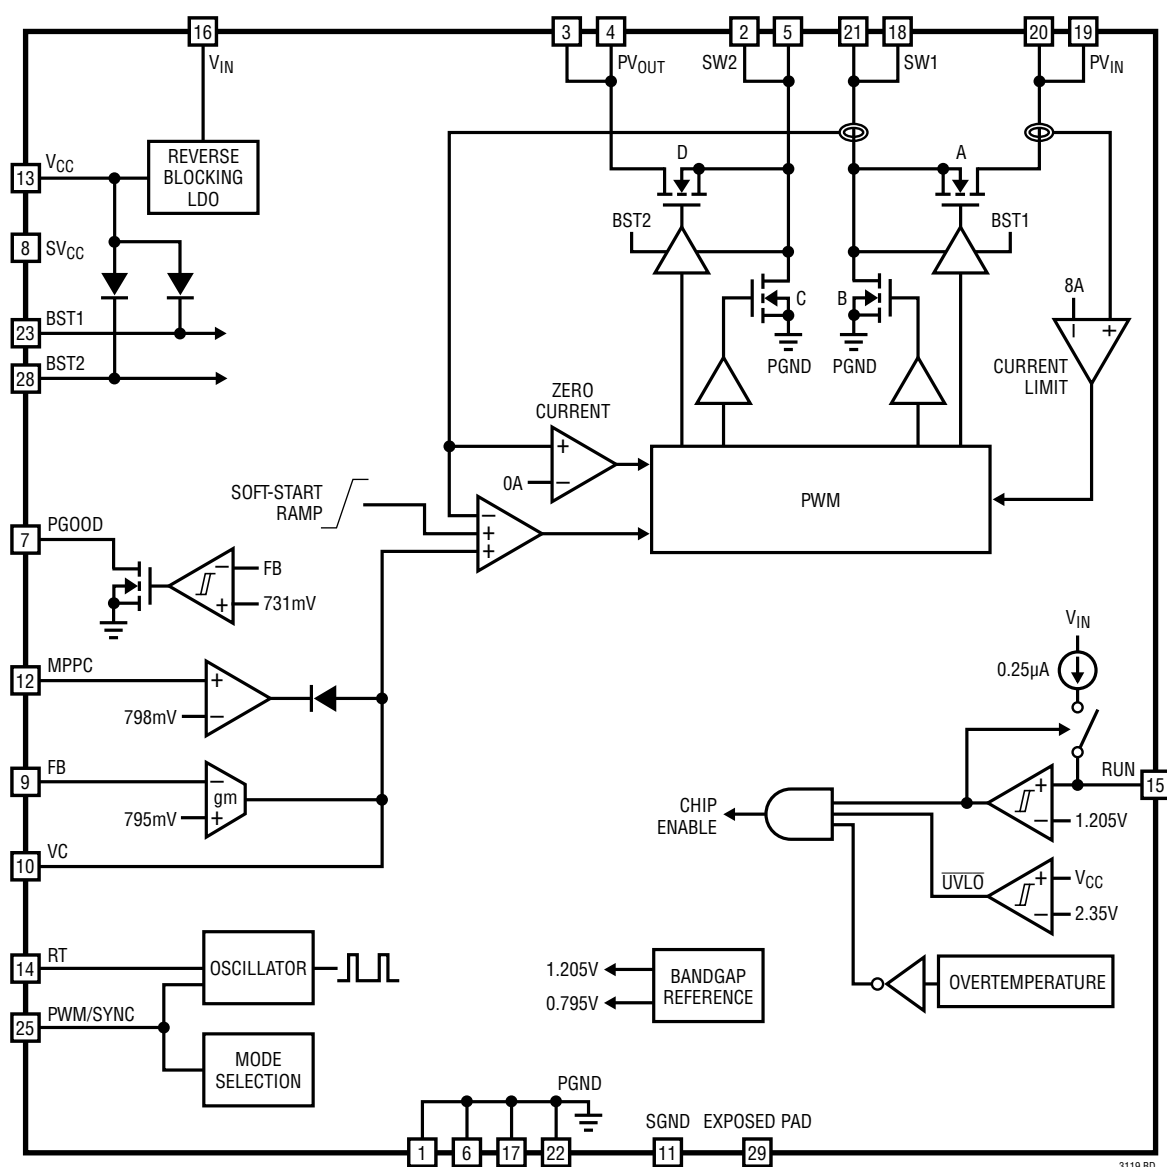 16
3
4
2
5
21
18
20
19
VIN
PVOUT
SW2
SW1
PVIN
13
VCC
REVERSE
BLOCKING
LDO
D
A
8
SVCC
BST2
BST1
C
B
8A
–
+
23
BST1
28
BST2
PGND
PGND
CURRENT
LIMIT
ZERO
CURRENT
+
–
0A
PWM
SOFT-START
RAMP
–
+
+
7
PGOOD
–
FB
+
731mV
12
MPPC
+
–
798mV
VIN
0.25µA
9
FB
–
gm
+
795mV
RUN
15
+
–
1.205V
CHIP
ENABLE
10
VC
UVLO
+
VCC
–
2.35V
14
RT
OSCILLATOR
1.205V
0.795V
BANDGAP
REFERENCE
OVERTEMPERATURE
25
PWM/SYNC
MODE
SELECTION
PGND
SGND
EXPOSED PAD
1
6
17
22
11
29
3119 BD